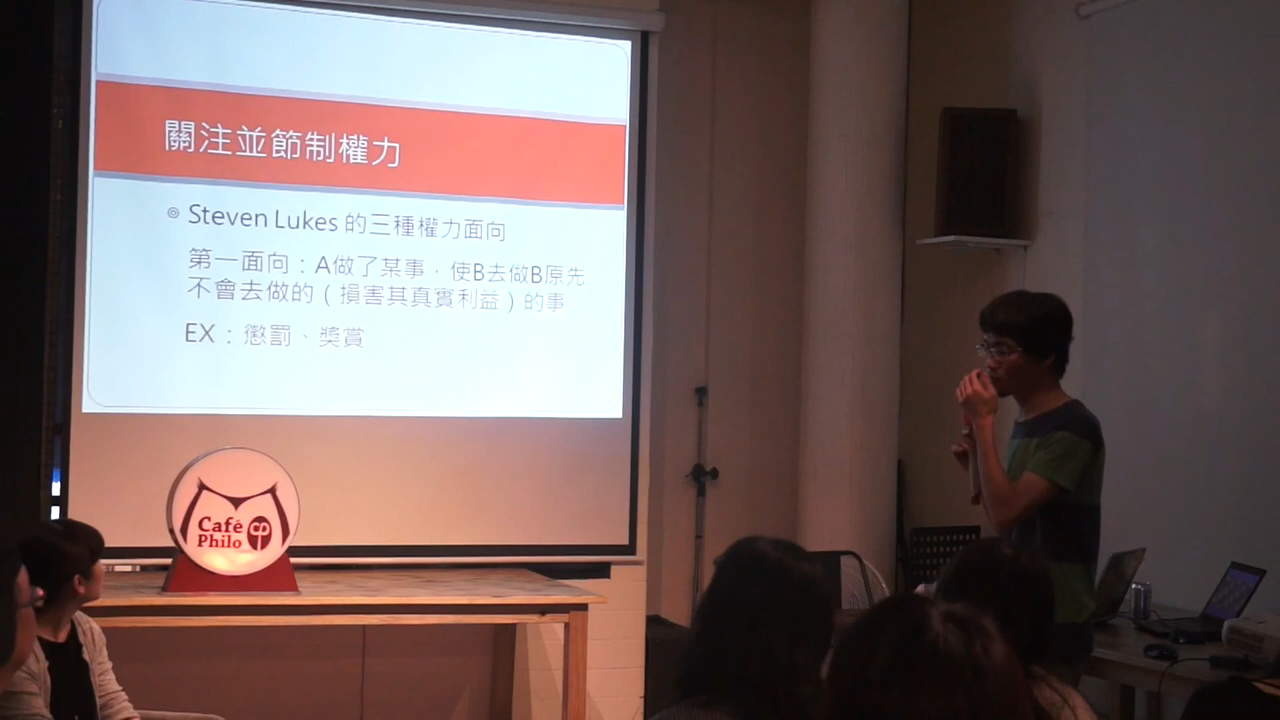 關注並節制權力
◎ Steven Lukes 的三種權力面向
第一面向：A做了某事，使B去做B原先
不會去做的（損害其真實利益）的事
EX：懲罰、獎賞
Café
Philo
cp